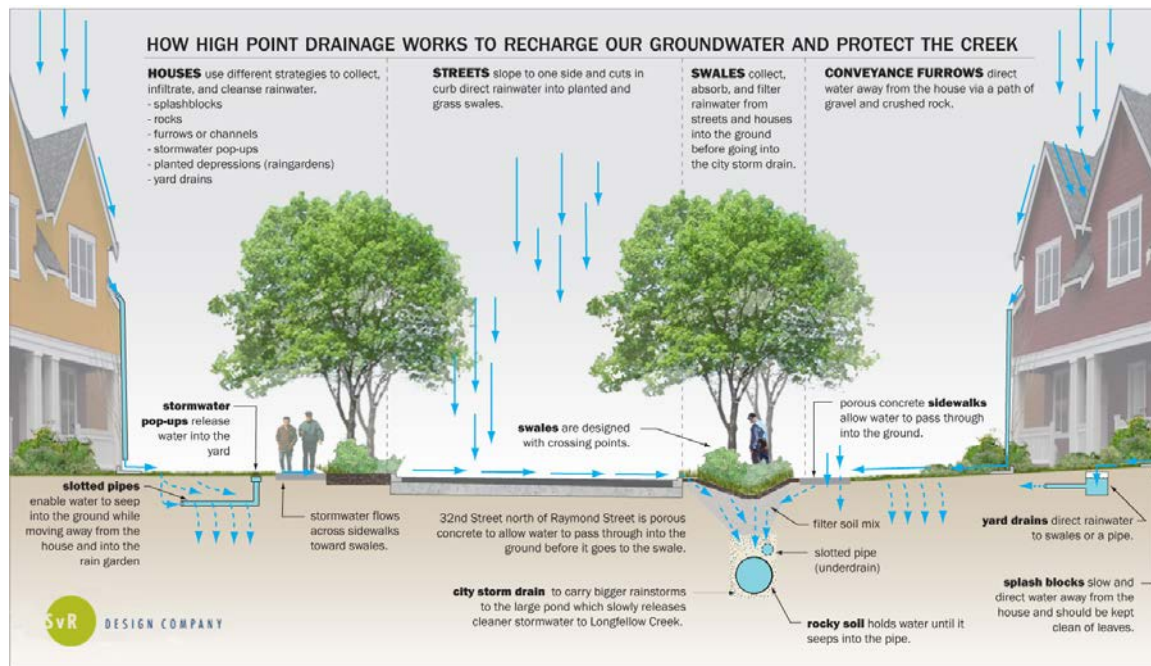 HOW HIGH POINT DRAINAGE WORKS TO RECHARGE OUR GROUNDWATER AND PROTECT THE CREEK
HOUSES use different strategies to collect,
infiltrate, and cleanse rainwater.
- splashblocks
- rocks
- furrows or channels
- stormwater pop-ups
- planted depressions (raingardens)
- yard drains
STREETS slope to one side and cuts in
curb direct rainwater into planted and
grass swales.
SWALES collect,
absorb, and filter
rainwater from
streets and houses
into the ground
before going into
the city storm drain.
CONVEYANCE FURROWS direct
water away from the house via a path of
gravel and crushed rock.
stormwater
pop-ups release
water into the
yard
swales are designed
with crossing points.
porous concrete sidewalks
allow water to pass through
into the ground.
slotted pipes
enable water to seep
into the ground while
moving away from the
house and into the
rain garden
stormwater flows
across sidewalks
toward swales.
32nd Street north of Raymond Street is porous
concrete to allow water to pass through into the
ground before it goes to the swale.
filter soil mix
slotted pipe
(underdrain)
yard drains direct rainwater
to swales or a pipe.
city storm drain to carry bigger rainstorms
to the large pond which slowly releases
cleaner stormwater to Longfellow Creek.
rocky soil holds water until it
seeps into the pipe.
splash blocks slow and
direct water away from the
house and should be kept
clean of leaves.
SvR DESIGN COMPANY